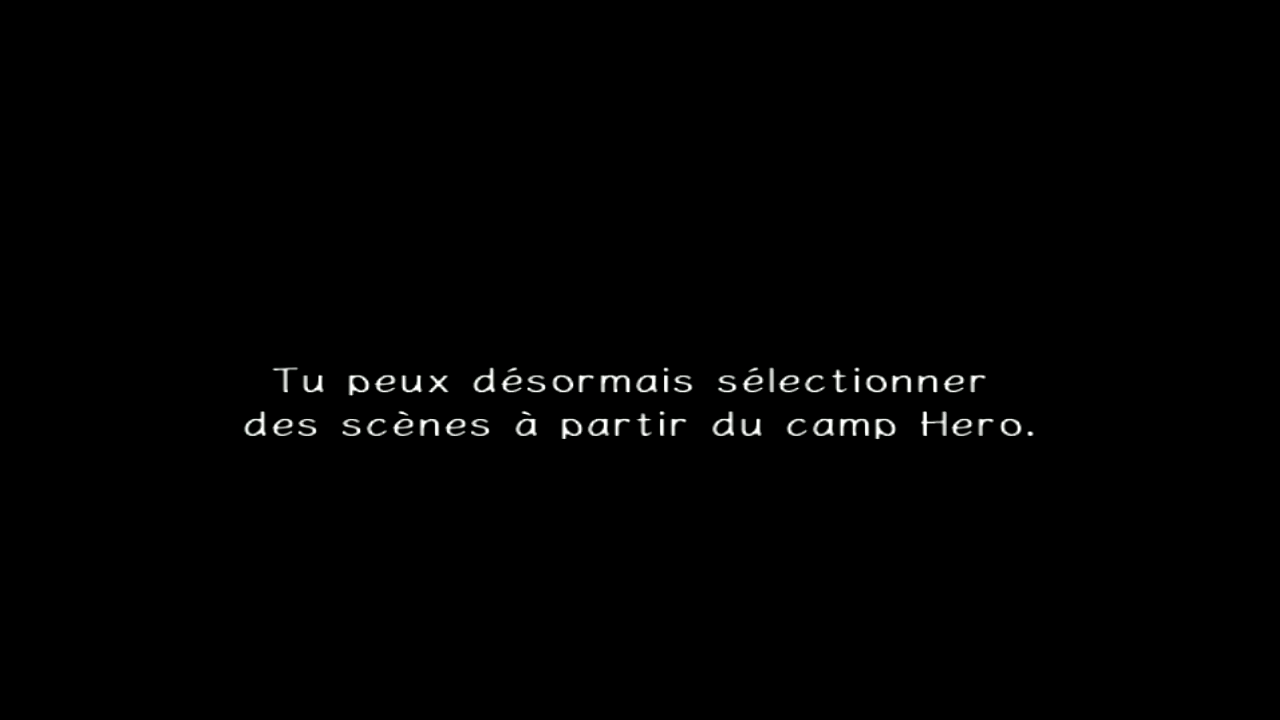 Tu peux désormais sélectionner
des scènes à partir du camp Hero.